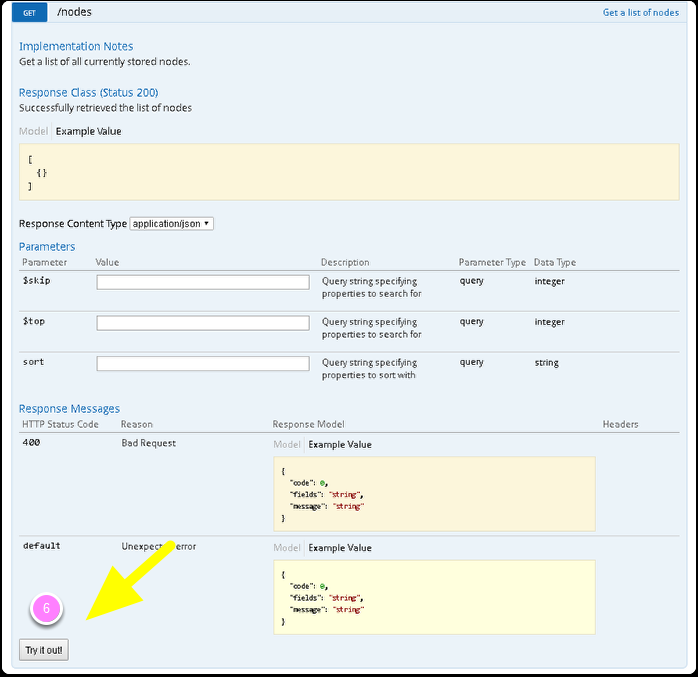 GET /nodes Get a list of nodes
Implementation Notes
Get a list of all currently stored nodes.
Response Class (Status 200)
Successfully retrieved the list of nodes
Model Example Value
[
{}
]
Response Content Type application/json
Parameters
Parameter Value Description Parameter Type Data Type
$skip Query string specifying query integer
properties to search for
$top Query string specifying query integer
properties to search for
sort Query string specifying query string
properties to sort with
Response Messages
HTTP Status Code Reason Response Model Headers
400 Bad Request Model Example Value
{
"code": 0,
"fields": "string",
"message": "string"
}
default error Model Example Value
{
"code": 0,
"fields": "string",
"message": "string"
}
6
Try it out!